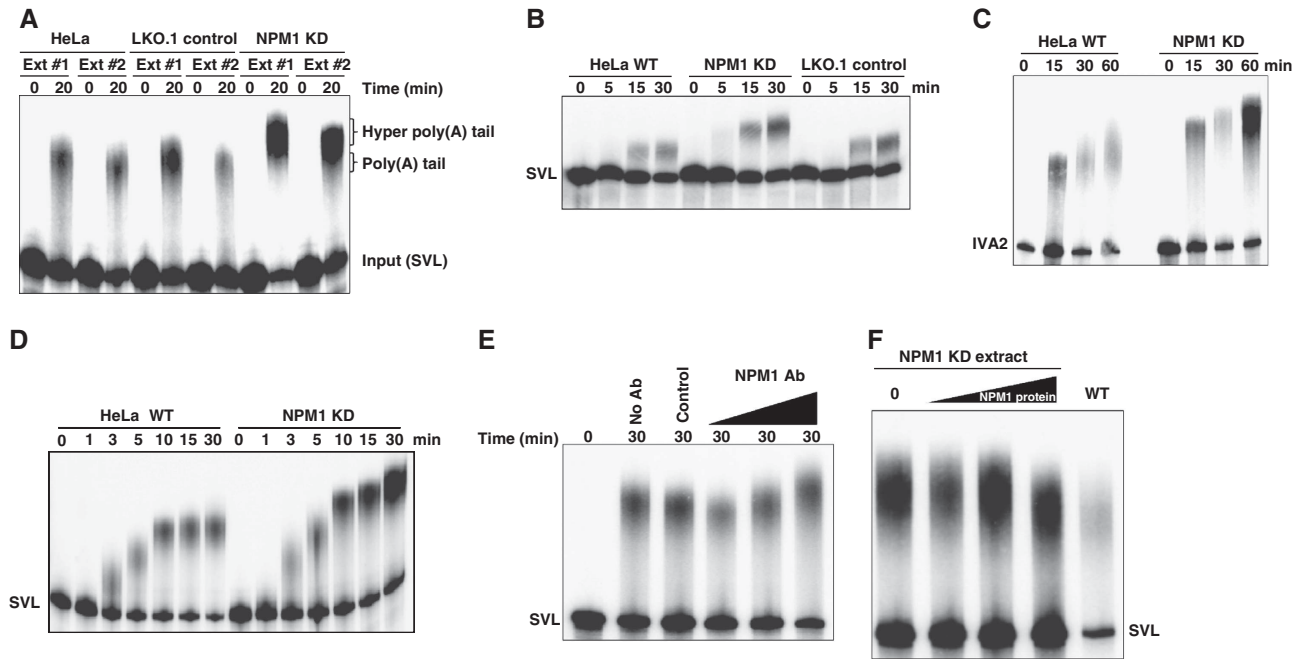 A
HeLa LKO.1 control NPM1 KD
Ext #1 Ext #2 Ext #1 Ext #2 Ext #1 Ext #2
0 20 0 20 0 20 0 20 0 20 0 20 Time (min)
Hyper poly(A) tail
Poly(A) tail
Input (SVL)
B
HeLa WT NPM1 KD LKO.1 control
0 5 15 30 0 5 15 30 0 5 15 30 min
SVL
C
HeLa WT NPM1 KD
0 15 30 60 0 15 30 60 min
IVA2
D
HeLa WT NPM1 KD
0 1 3 5 10 15 30 0 1 3 5 10 15 30 min
SVL
E
No Ab
Control
NPM1 Ab
Time (min) 0 30 30 30 30 30
SVL
F
NPM1 KD extract
0 NPM1 protein WT
SVL